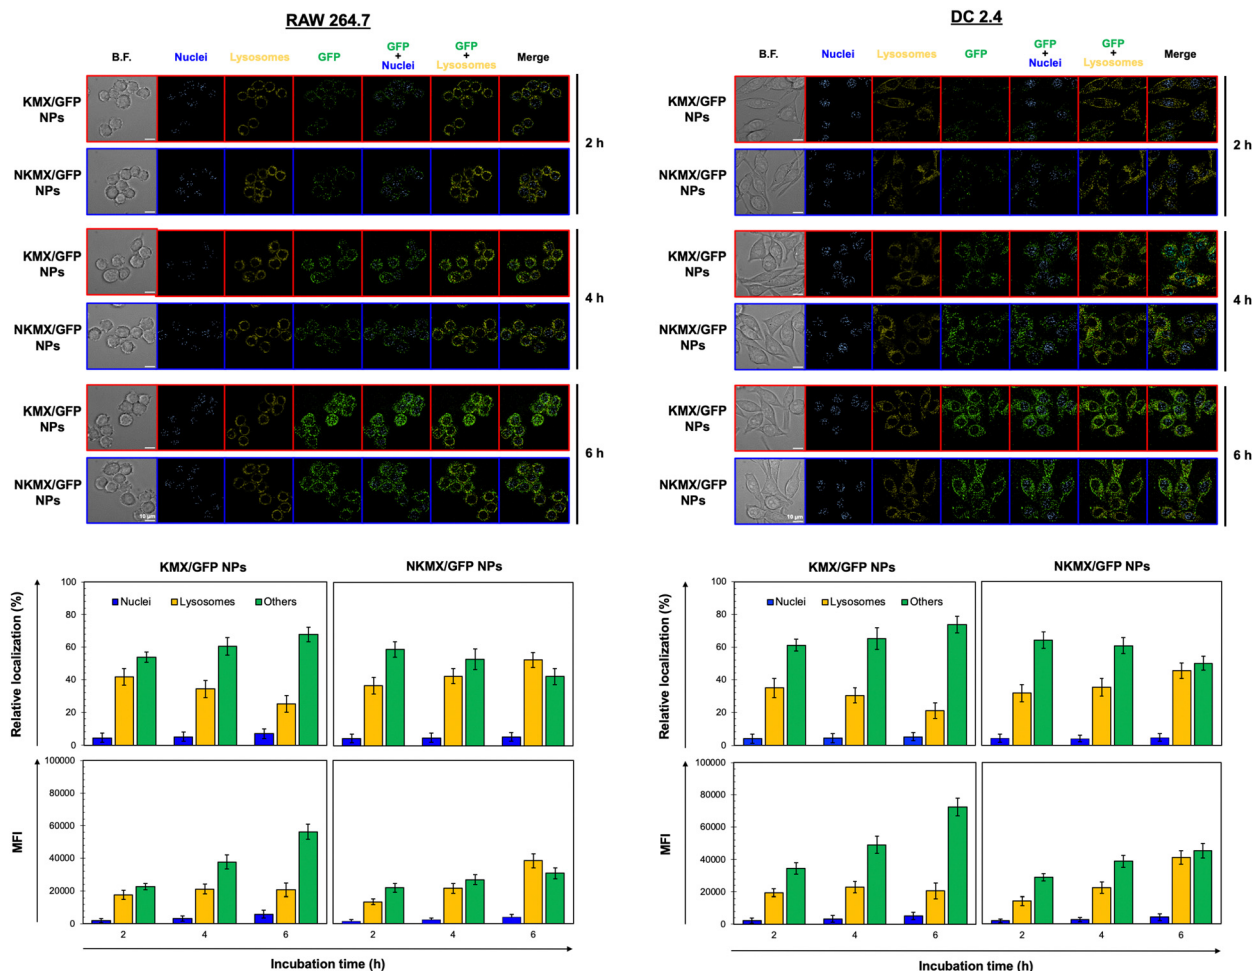 RAW 264.7
B.F. Nuclei Lysosomes GFP GFP + Nuclei GFP + Lysosomes Merge
KMX/GFP
NPs
2 h
NKMX/GFP
NPs
KMX/GFP
NPs
4 h
NKMX/GFP
NPs
KMX/GFP
NPs
6 h
NKMX/GFP
NPs
10 μm
DC 2.4
B.F. Nuclei Lysosomes GFP GFP + Nuclei GFP + Lysosomes Merge
KMX/GFP
NPs
2 h
NKMX/GFP
NPs
KMX/GFP
NPs
4 h
NKMX/GFP
NPs
KMX/GFP
NPs
6 h
NKMX/GFP
NPs
10 μm
KMX/GFP NPs NKMX/GFP NPs
Relative localization (%)
100
80
60
40
20
0
Nuclei Lysosomes Others
MFI
100000
80000
60000
40000
20000
0
2 4 6 2 4 6
Incubation time (h)
KMX/GFP NPs NKMX/GFP NPs
Relative localization (%)
100
80
60
40
20
0
Nuclei Lysosomes Others
MFI
100000
80000
60000
40000
20000
0
2 4 6 2 4 6
Incubation time (h)